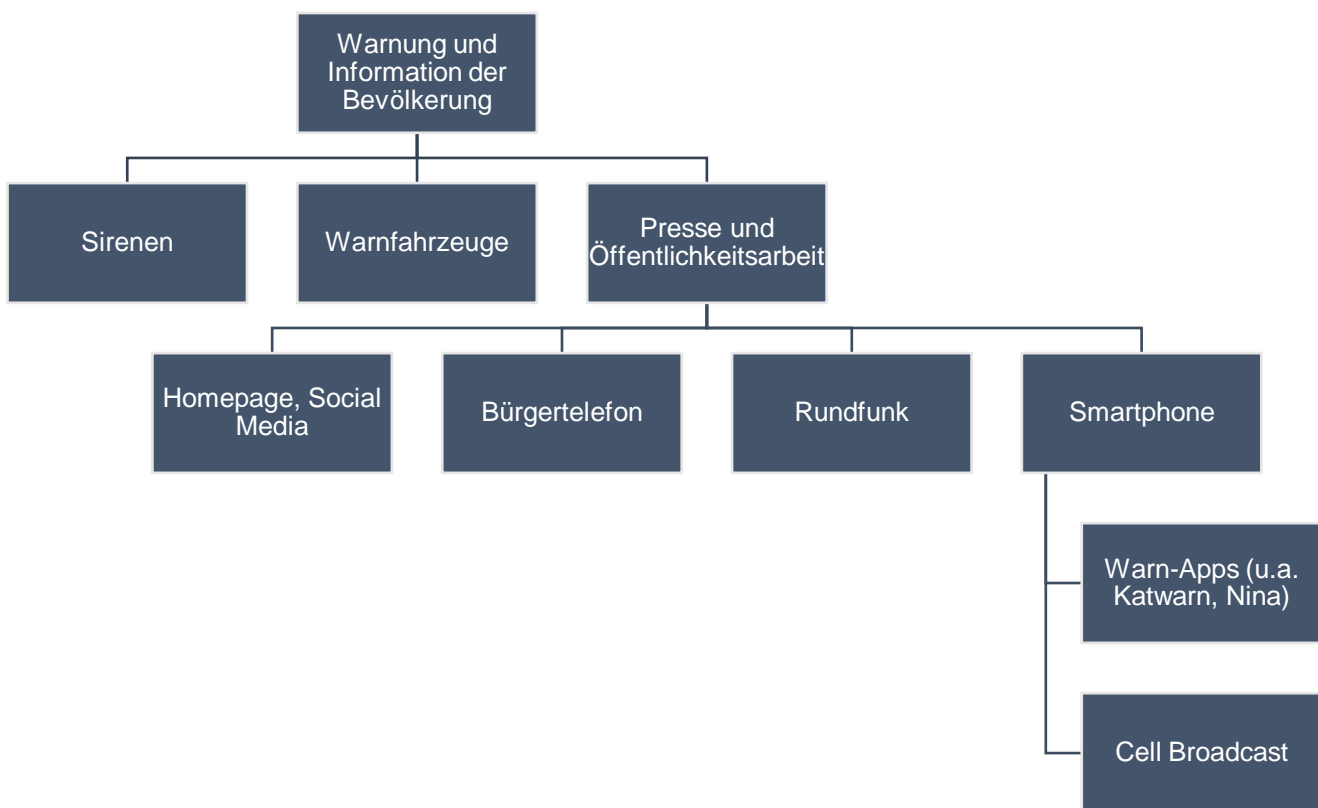 Warnung und
Information der
Bevölkerung
Sirenen
Warnfahrzeuge
Presse und
Öffentlichkeitsarbeit
Homepage, Social
Media
Bürgertelefon
Rundfunk
Smartphone
Warn-Apps (u.a.
Katwarn, Nina)
Cell Broadcast